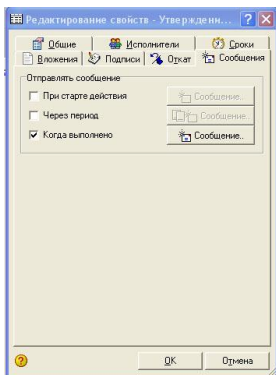 Редактирование свойств - Утвержденн...
Общие Исполнители Сроки
Вложения Подписи Откат Сообщения
Отправлять сообщение
При старте действия Сообщение..
Через период Сообщение..
Когда выполнено Сообщение..
OK Отмена